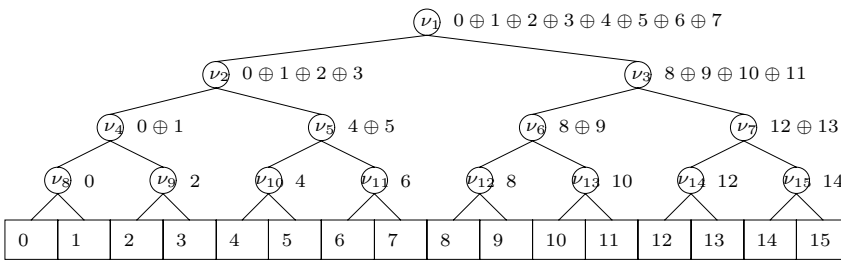 ν1 0 ⊕ 1 ⊕ 2 ⊕ 3 ⊕ 4 ⊕ 5 ⊕ 6 ⊕ 7
ν2 0 ⊕ 1 ⊕ 2 ⊕ 3 ν3 8 ⊕ 9 ⊕ 10 ⊕ 11
ν4 0 ⊕ 1 ν5 4 ⊕ 5 ν6 8 ⊕ 9 ν7 12 ⊕ 13
ν8 0 ν9 2 ν10 4 ν11 6 ν12 8 ν13 10 ν14 12 ν15 14
0 1 2 3 4 5 6 7 8 9 10 11 12 13 14 15